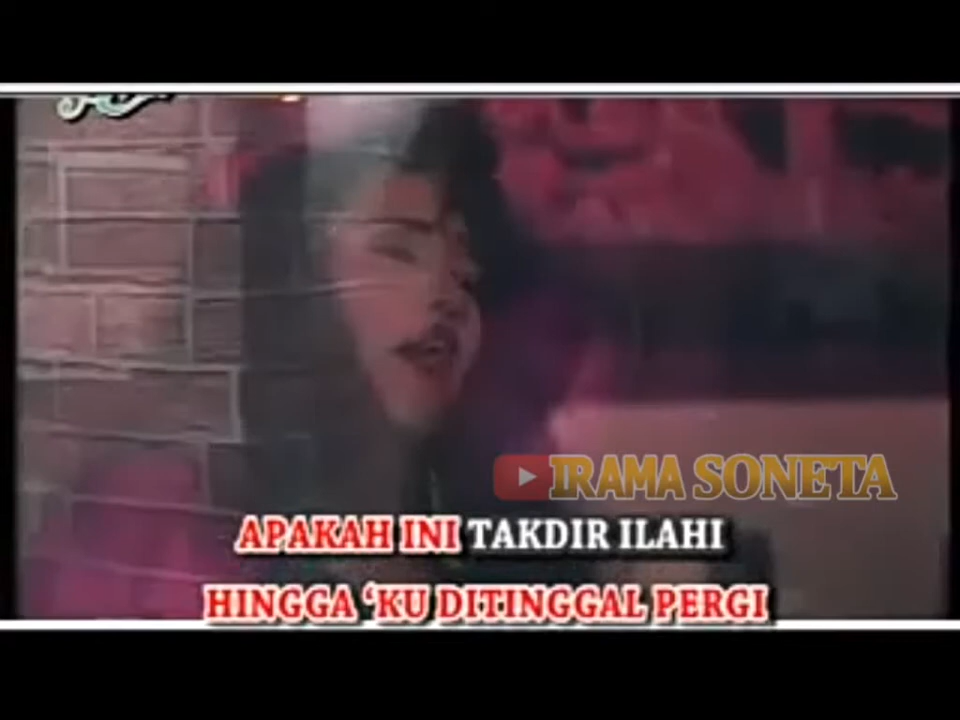 IRAMA SONETA
APAKAH INI TAKDIR ILAHI
HINGGA ‘KU DITINGGAL PERGI